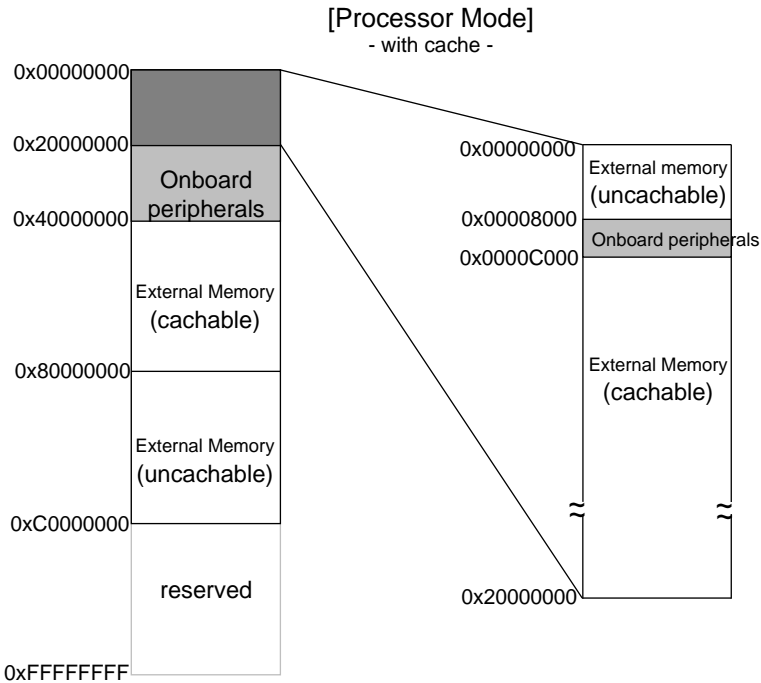 [Processor Mode]
- with cache -
0x00000000
0x20000000
Onboard
peripherals
0x40000000
External Memory
(cachable)
0x80000000
External Memory
(uncachable)
0xC0000000
reserved
0xFFFFFFFF
0x00000000
External memory
(uncachable)
0x00008000
Onboard peripherals
0x0000C000
External Memory
(cachable)
≈ ≈
0x20000000